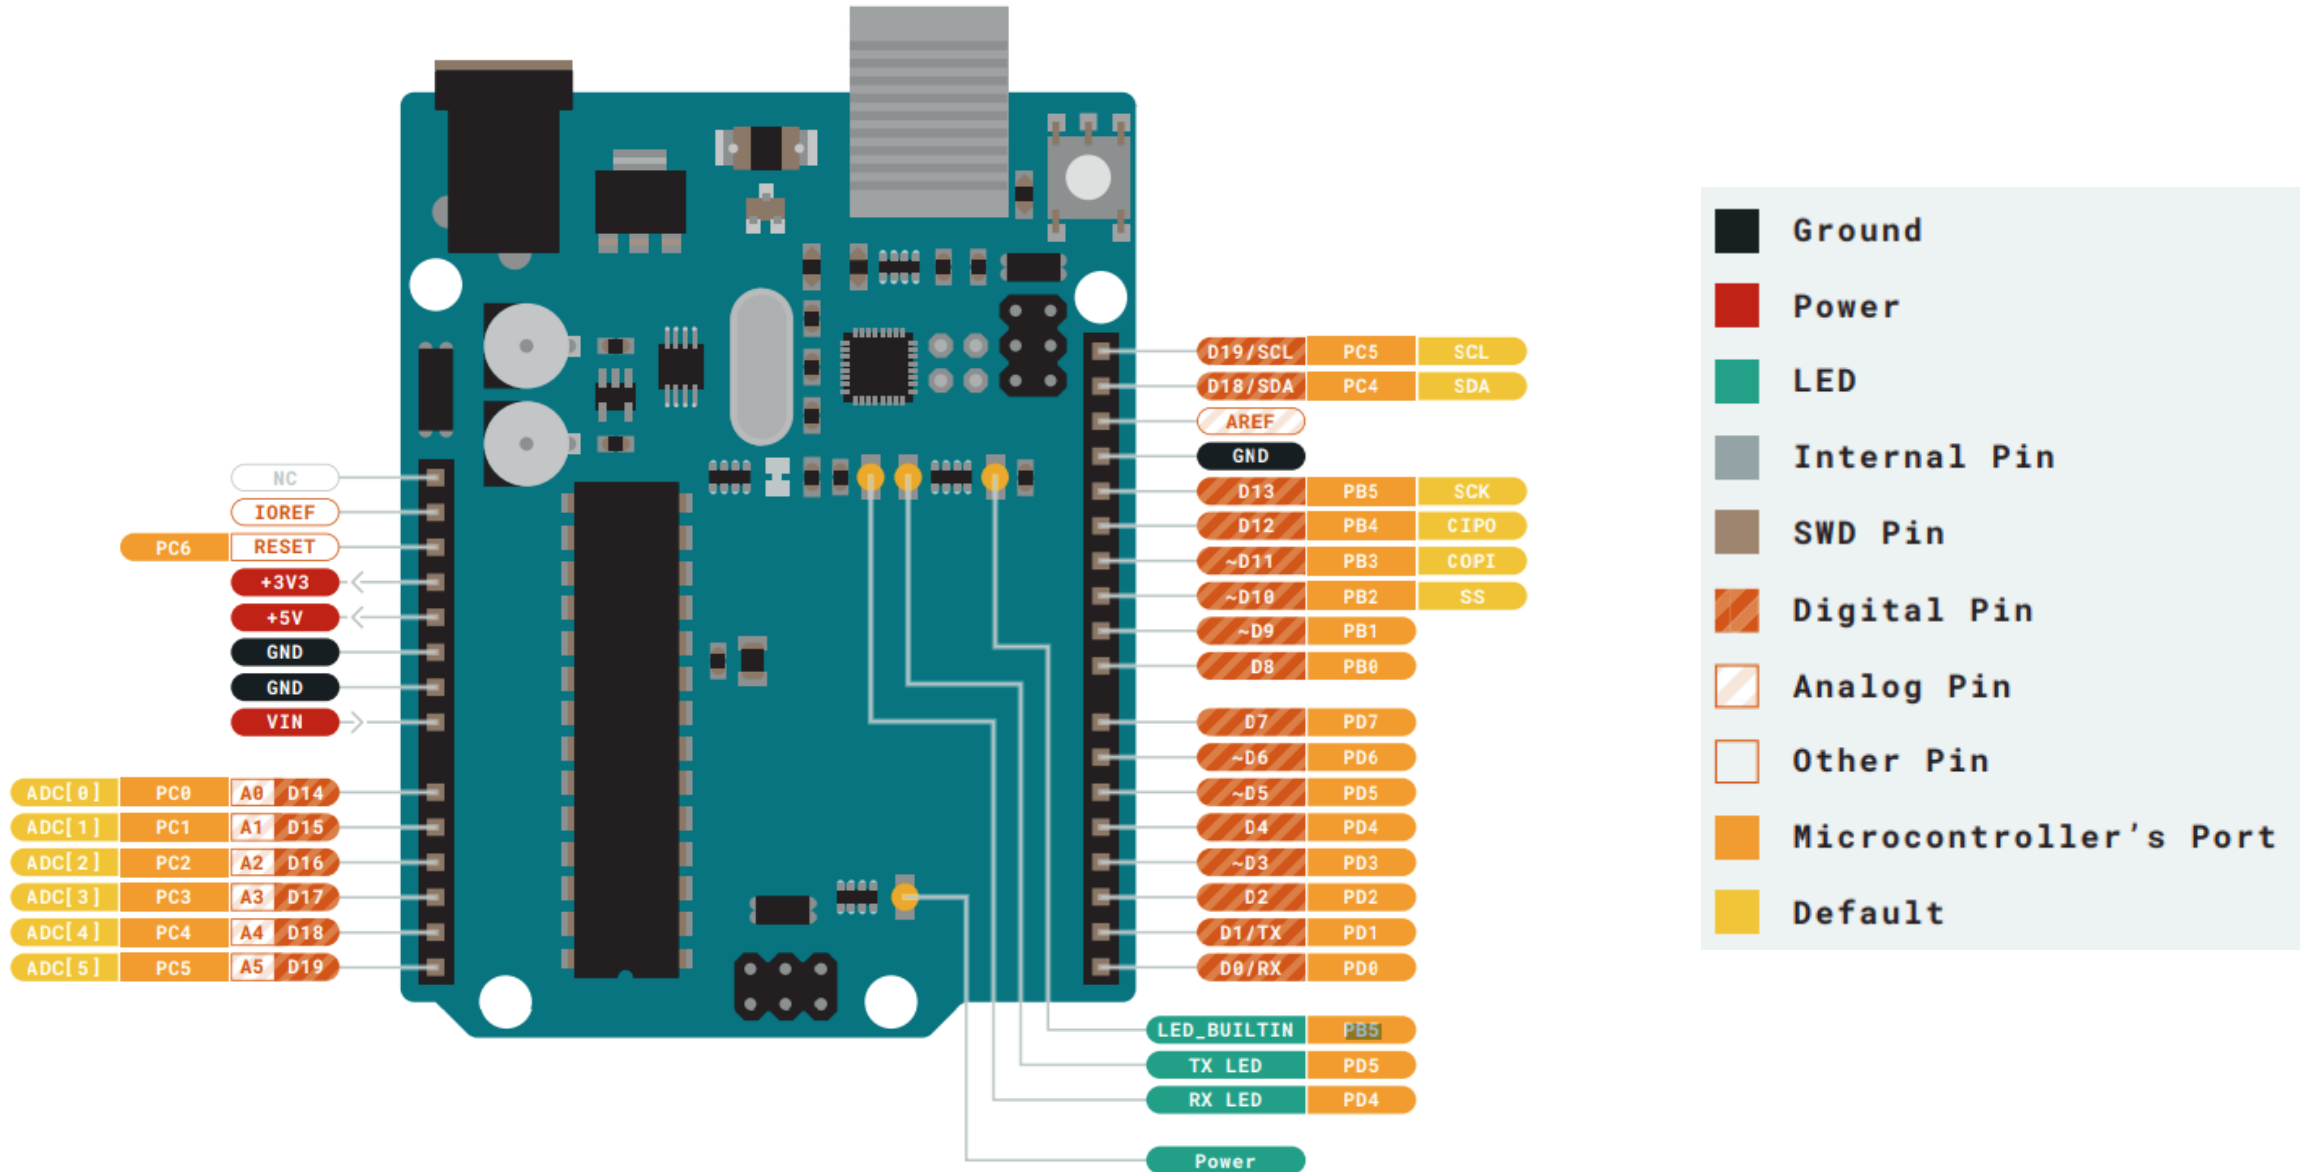 NC
IOREF
PC6 RESET
+3V3
+5V
GND
GND
VIN
ADC[0] PC0 A0 D14
ADC[1] PC1 A1 D15
ADC[2] PC2 A2 D16
ADC[3] PC3 A3 D17
ADC[4] PC4 A4 D18
ADC[5] PC5 A5 D19
D19/SCL PC5 SCL
D18/SDA PC4 SDA
AREF
GND
D13 PB5 SCK
D12 PB4 CIPO
~D11 PB3 COPI
~D10 PB2 SS
~D9 PB1
D8 PB0
D7 PD7
~D6 PD6
~D5 PD5
D4 PD4
~D3 PD3
D2 PD2
D1/TX PD1
D0/RX PD0
LED_BUILTIN PB5
TX LED PD5
RX LED PD4
Power
Ground
Power
LED
Internal Pin
SWD Pin
Digital Pin
Analog Pin
Other Pin
Microcontroller's Port
Default